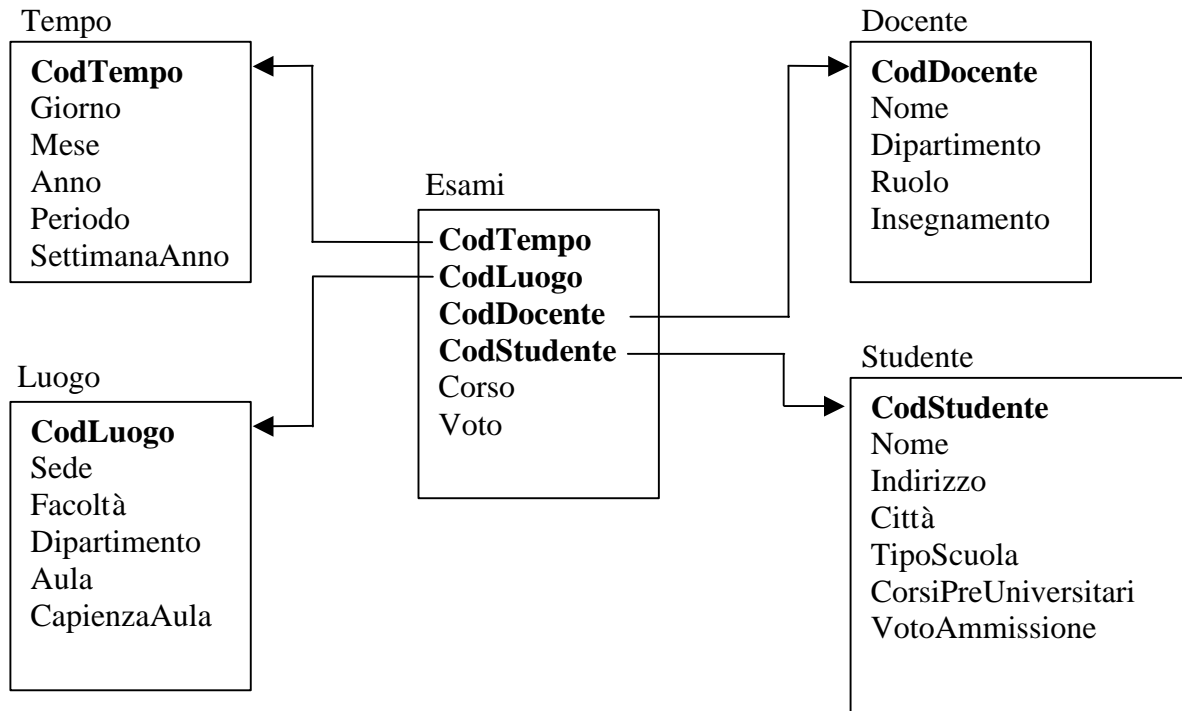 Tempo
CodTempo
Giorno
Mese
Anno
Periodo
SettimanaAnno
Docente
CodDocente
Nome
Dipartimento
Ruolo
Insegnamento
Esami
CodTempo
CodLuogo
CodDocente
CodStudente
Corso
Voto
Luogo
CodLuogo
Sede
Facoltà
Dipartimento
Aula
CapienzaAula
Studente
CodStudente
Nome
Indirizzo
Città
TipoScuola
CorsiPreUniversitari
VotoAmmissione